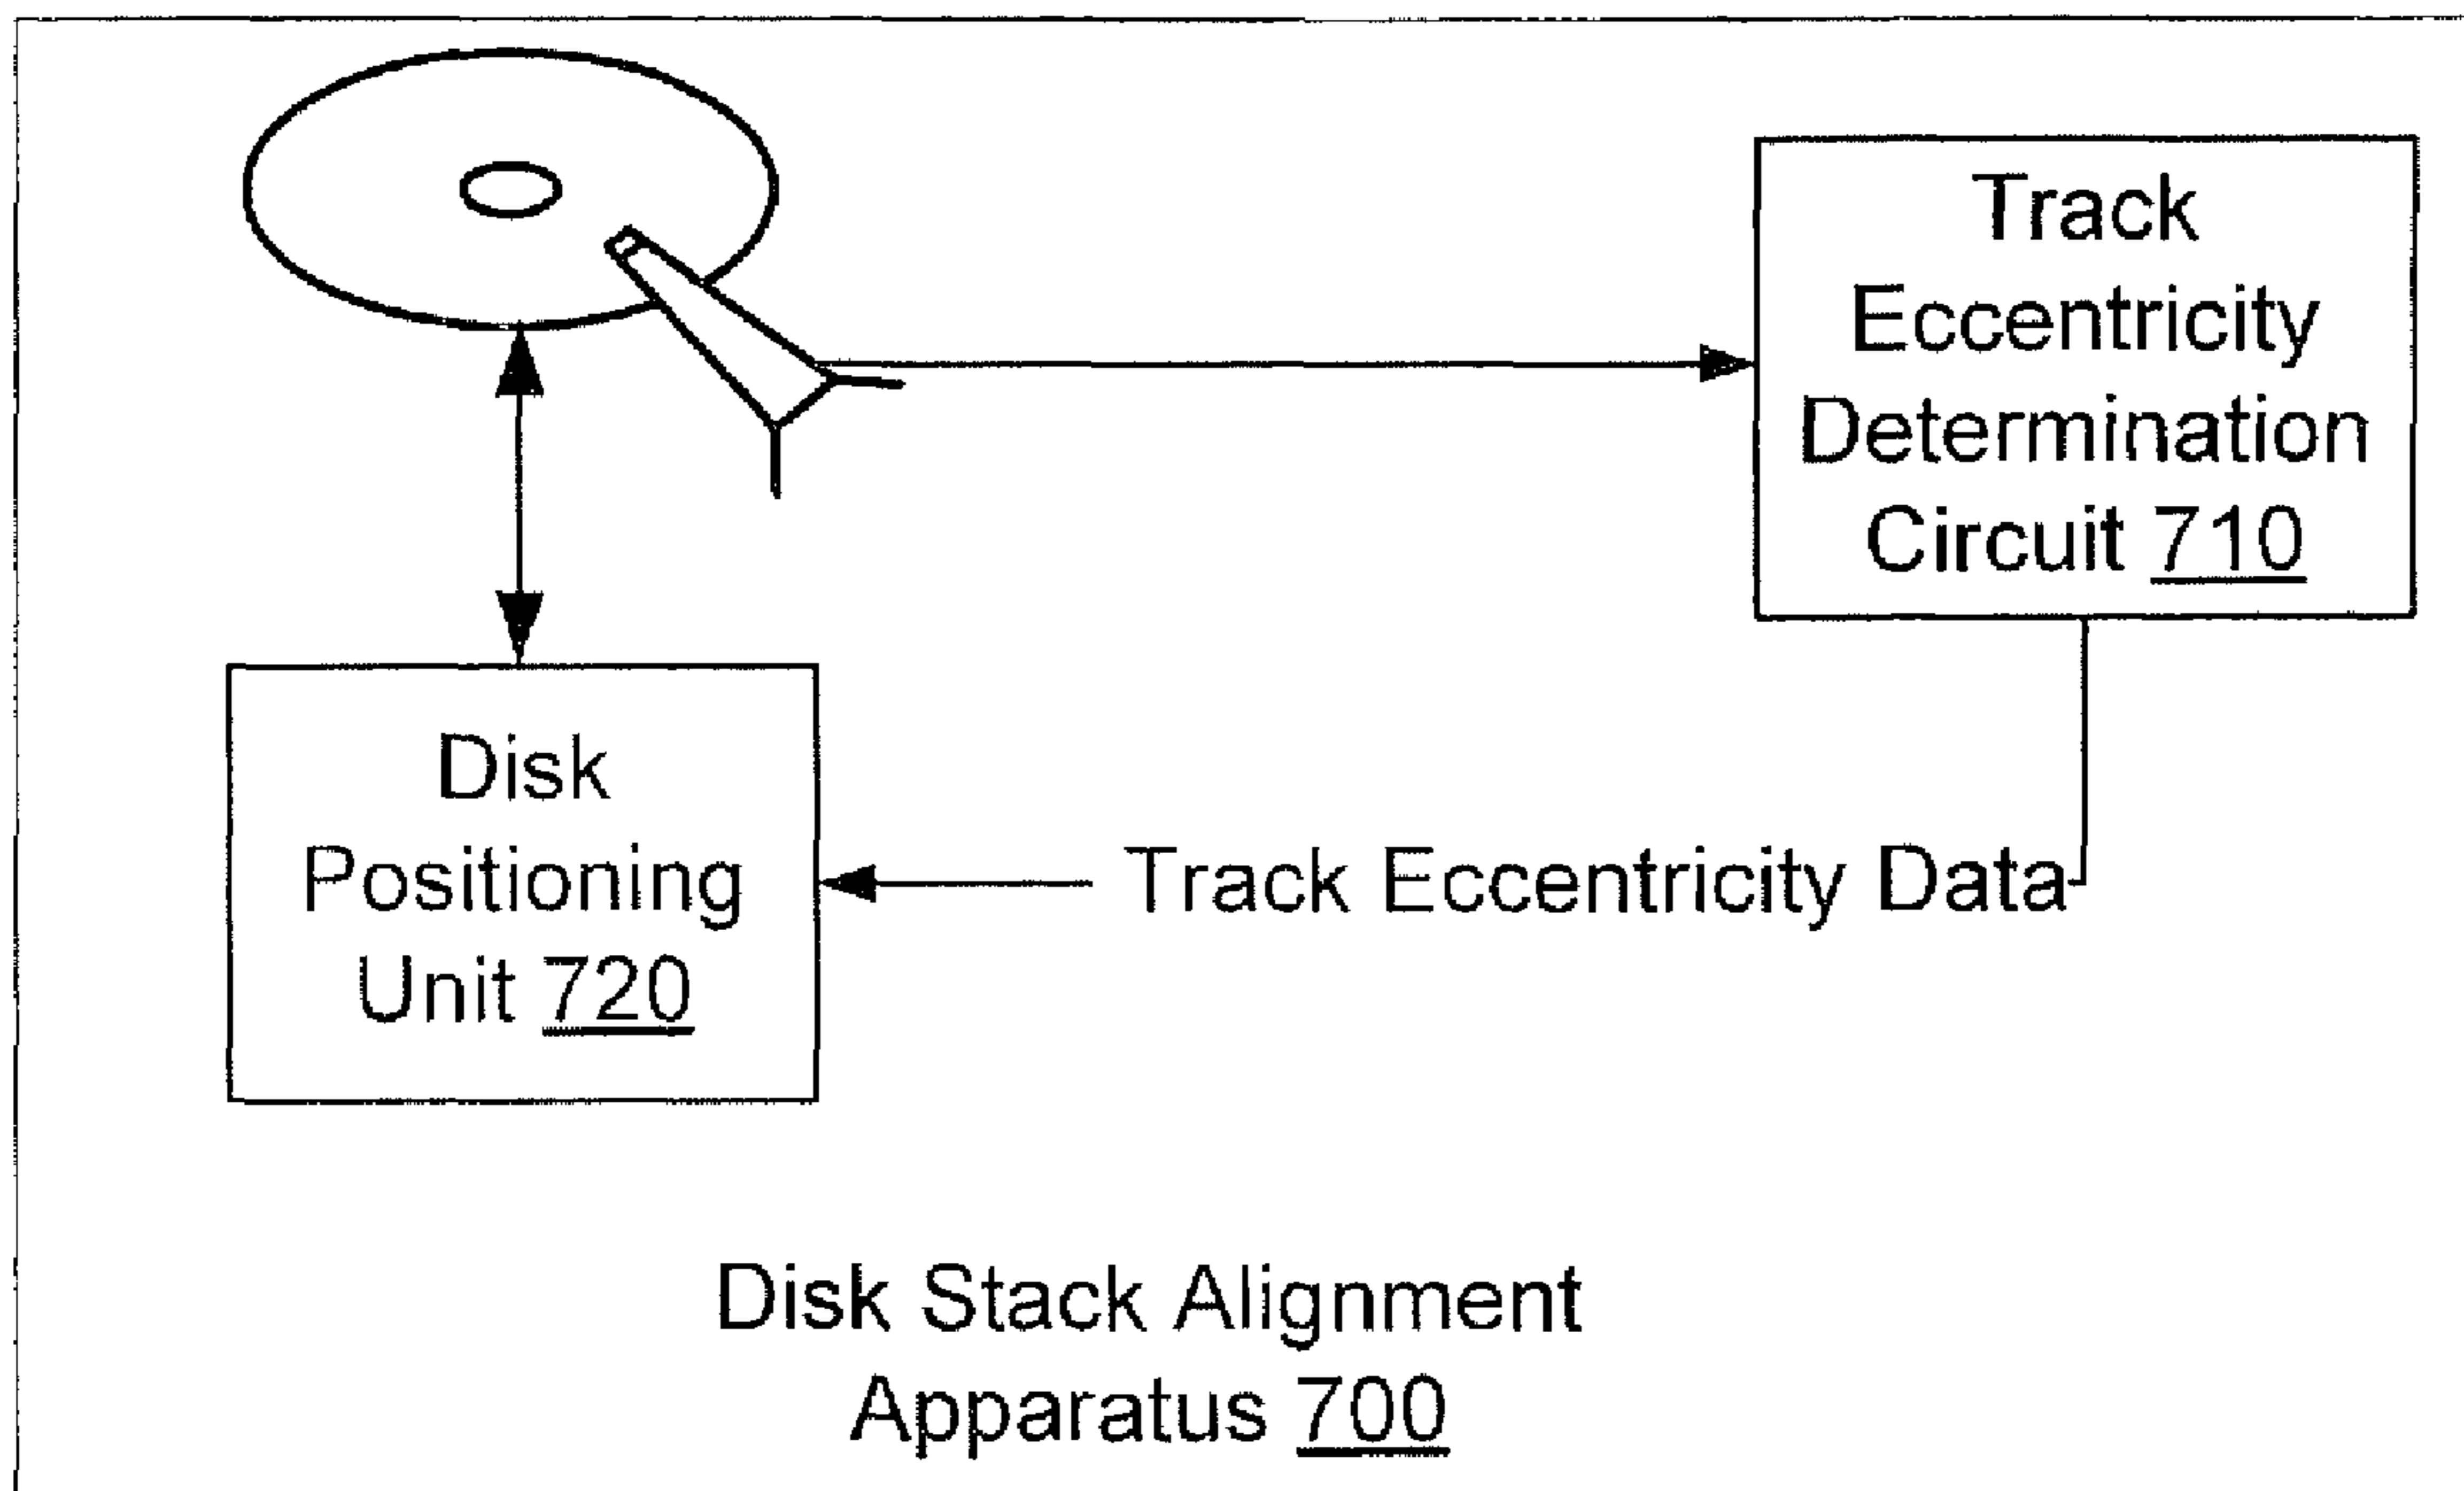 Track
Eccentricity
Determination
Circuit 710
Disk
Positioning
Unit 720
Track Eccentricity Data
Disk Stack Alignment
Apparatus 700